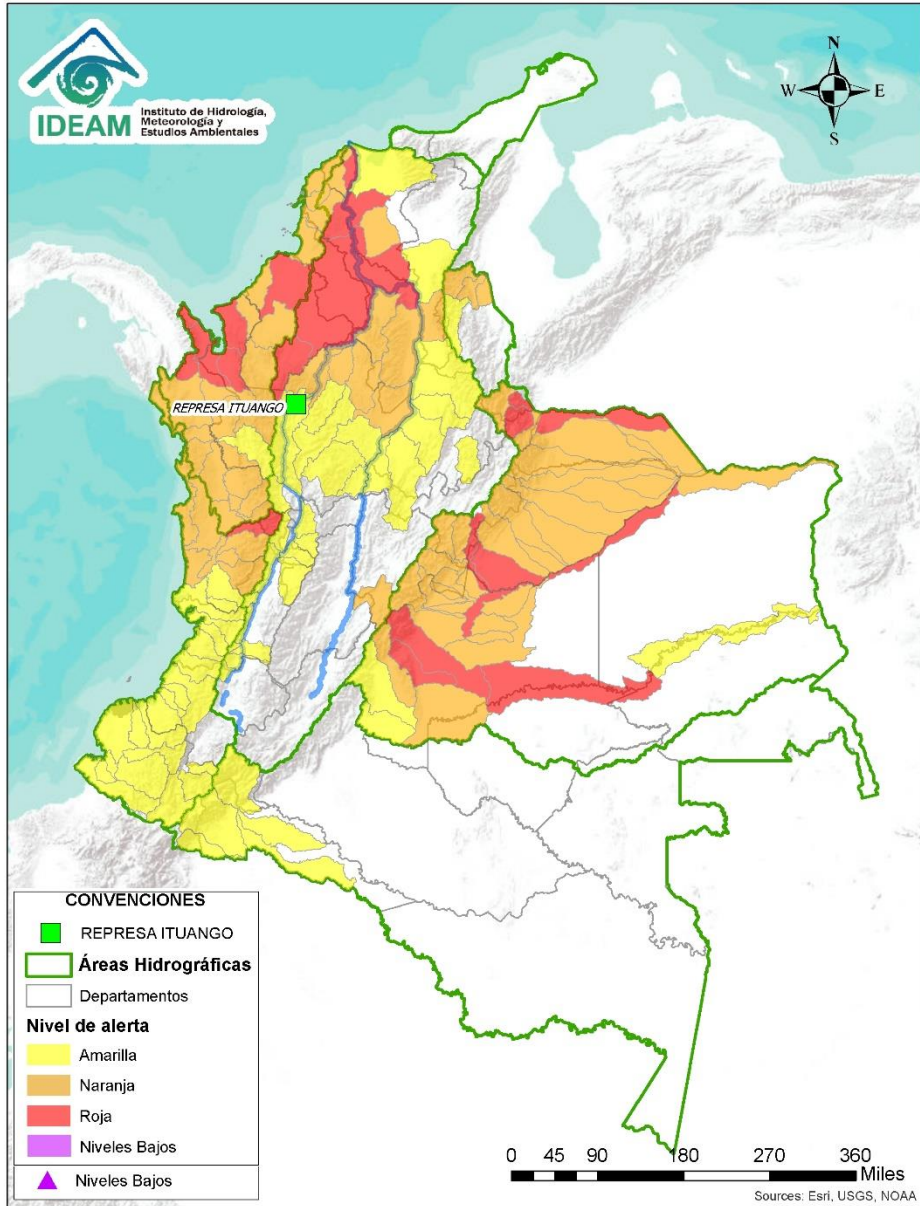 IDEAM
Instituto de Hidrología,
Meteorología y
Estudios Ambientales
N
W
E
S
REPRESA ITUANGO
CONVENCIONES
REPRESA ITUANGO
Áreas Hidrográficas
Departamentos
Nivel de alerta
Amarilla
Naranja
Roja
Niveles Bajos
Niveles Bajos
0 45 90 180 270 360
Miles
Sources: Esri, USGS, NOAA